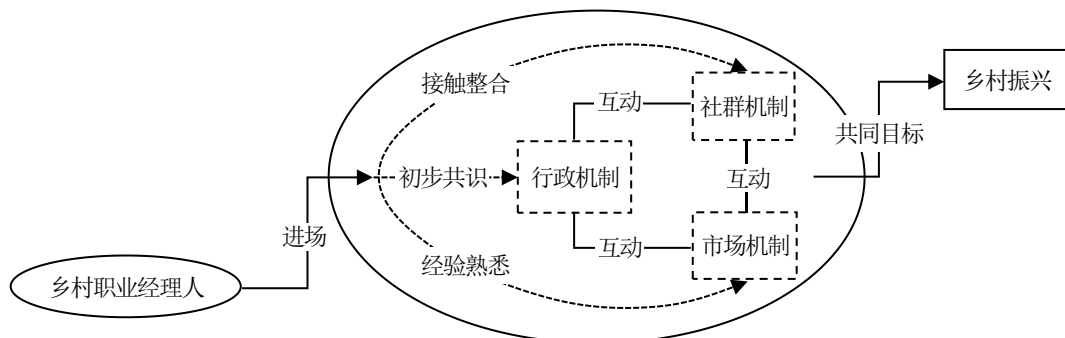 接触整合
互动
社群机制
乡村振兴
共同目标
初步共识
行政机制
互动
进场
互动
市场机制
经验熟悉
乡村职业经理人